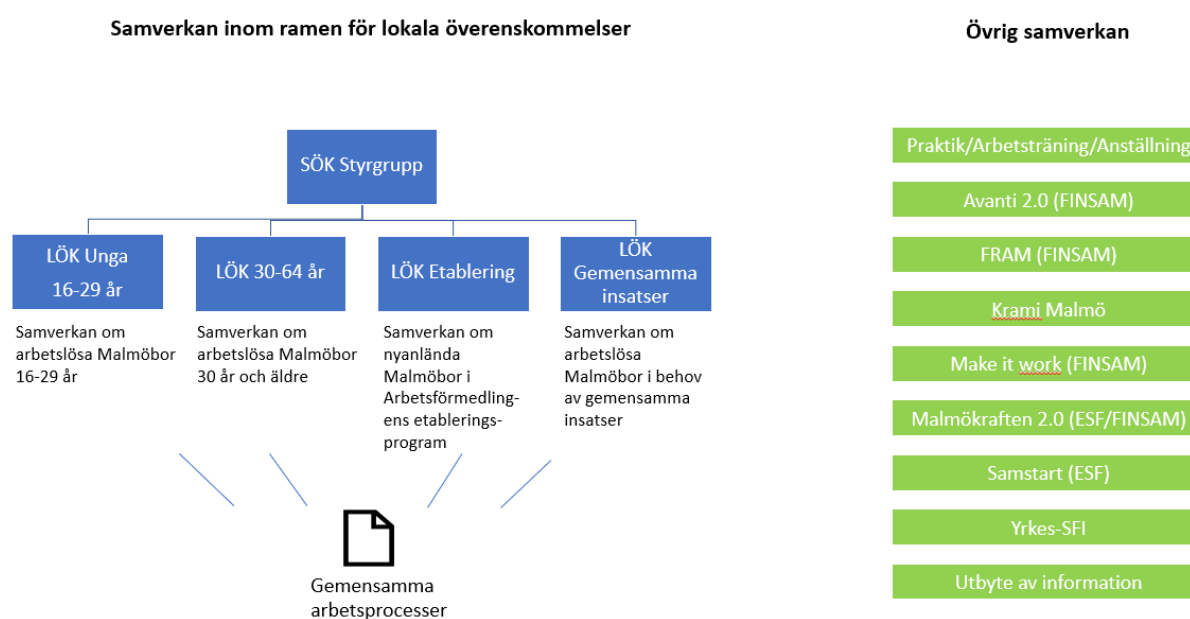 Samverkan inom ramen för lokala överenskommelser
Övrig samverkan
SÖK Styrgrupp
LÖK Unga
16-29 år
LÖK 30-64 år
LÖK Etablering
LÖK
Gemensamma
insatser
Samverkan om
arbetslösa Malmöbor
16-29 år
Samverkan om
arbetslösa Malmöbor
30 år och äldre
Samverkan om
nyanlända
Malmöbor i
Arbetsförmedling-
ens etablerings-
program
Samverkan om
arbetslösa
Malmöbor i behov
av gemensamma
insatser
Gemensamma
arbetsprocesser
Praktik/Arbetsträning/Anställning
Avanti 2.0 (FINSAM)
FRAM (FINSAM)
Krami Malmö
Make it work (FINSAM)
Malmökraften 2.0 (ESF/FINSAM)
Samstart (ESF)
Yrkes-SFI
Utbyte av information